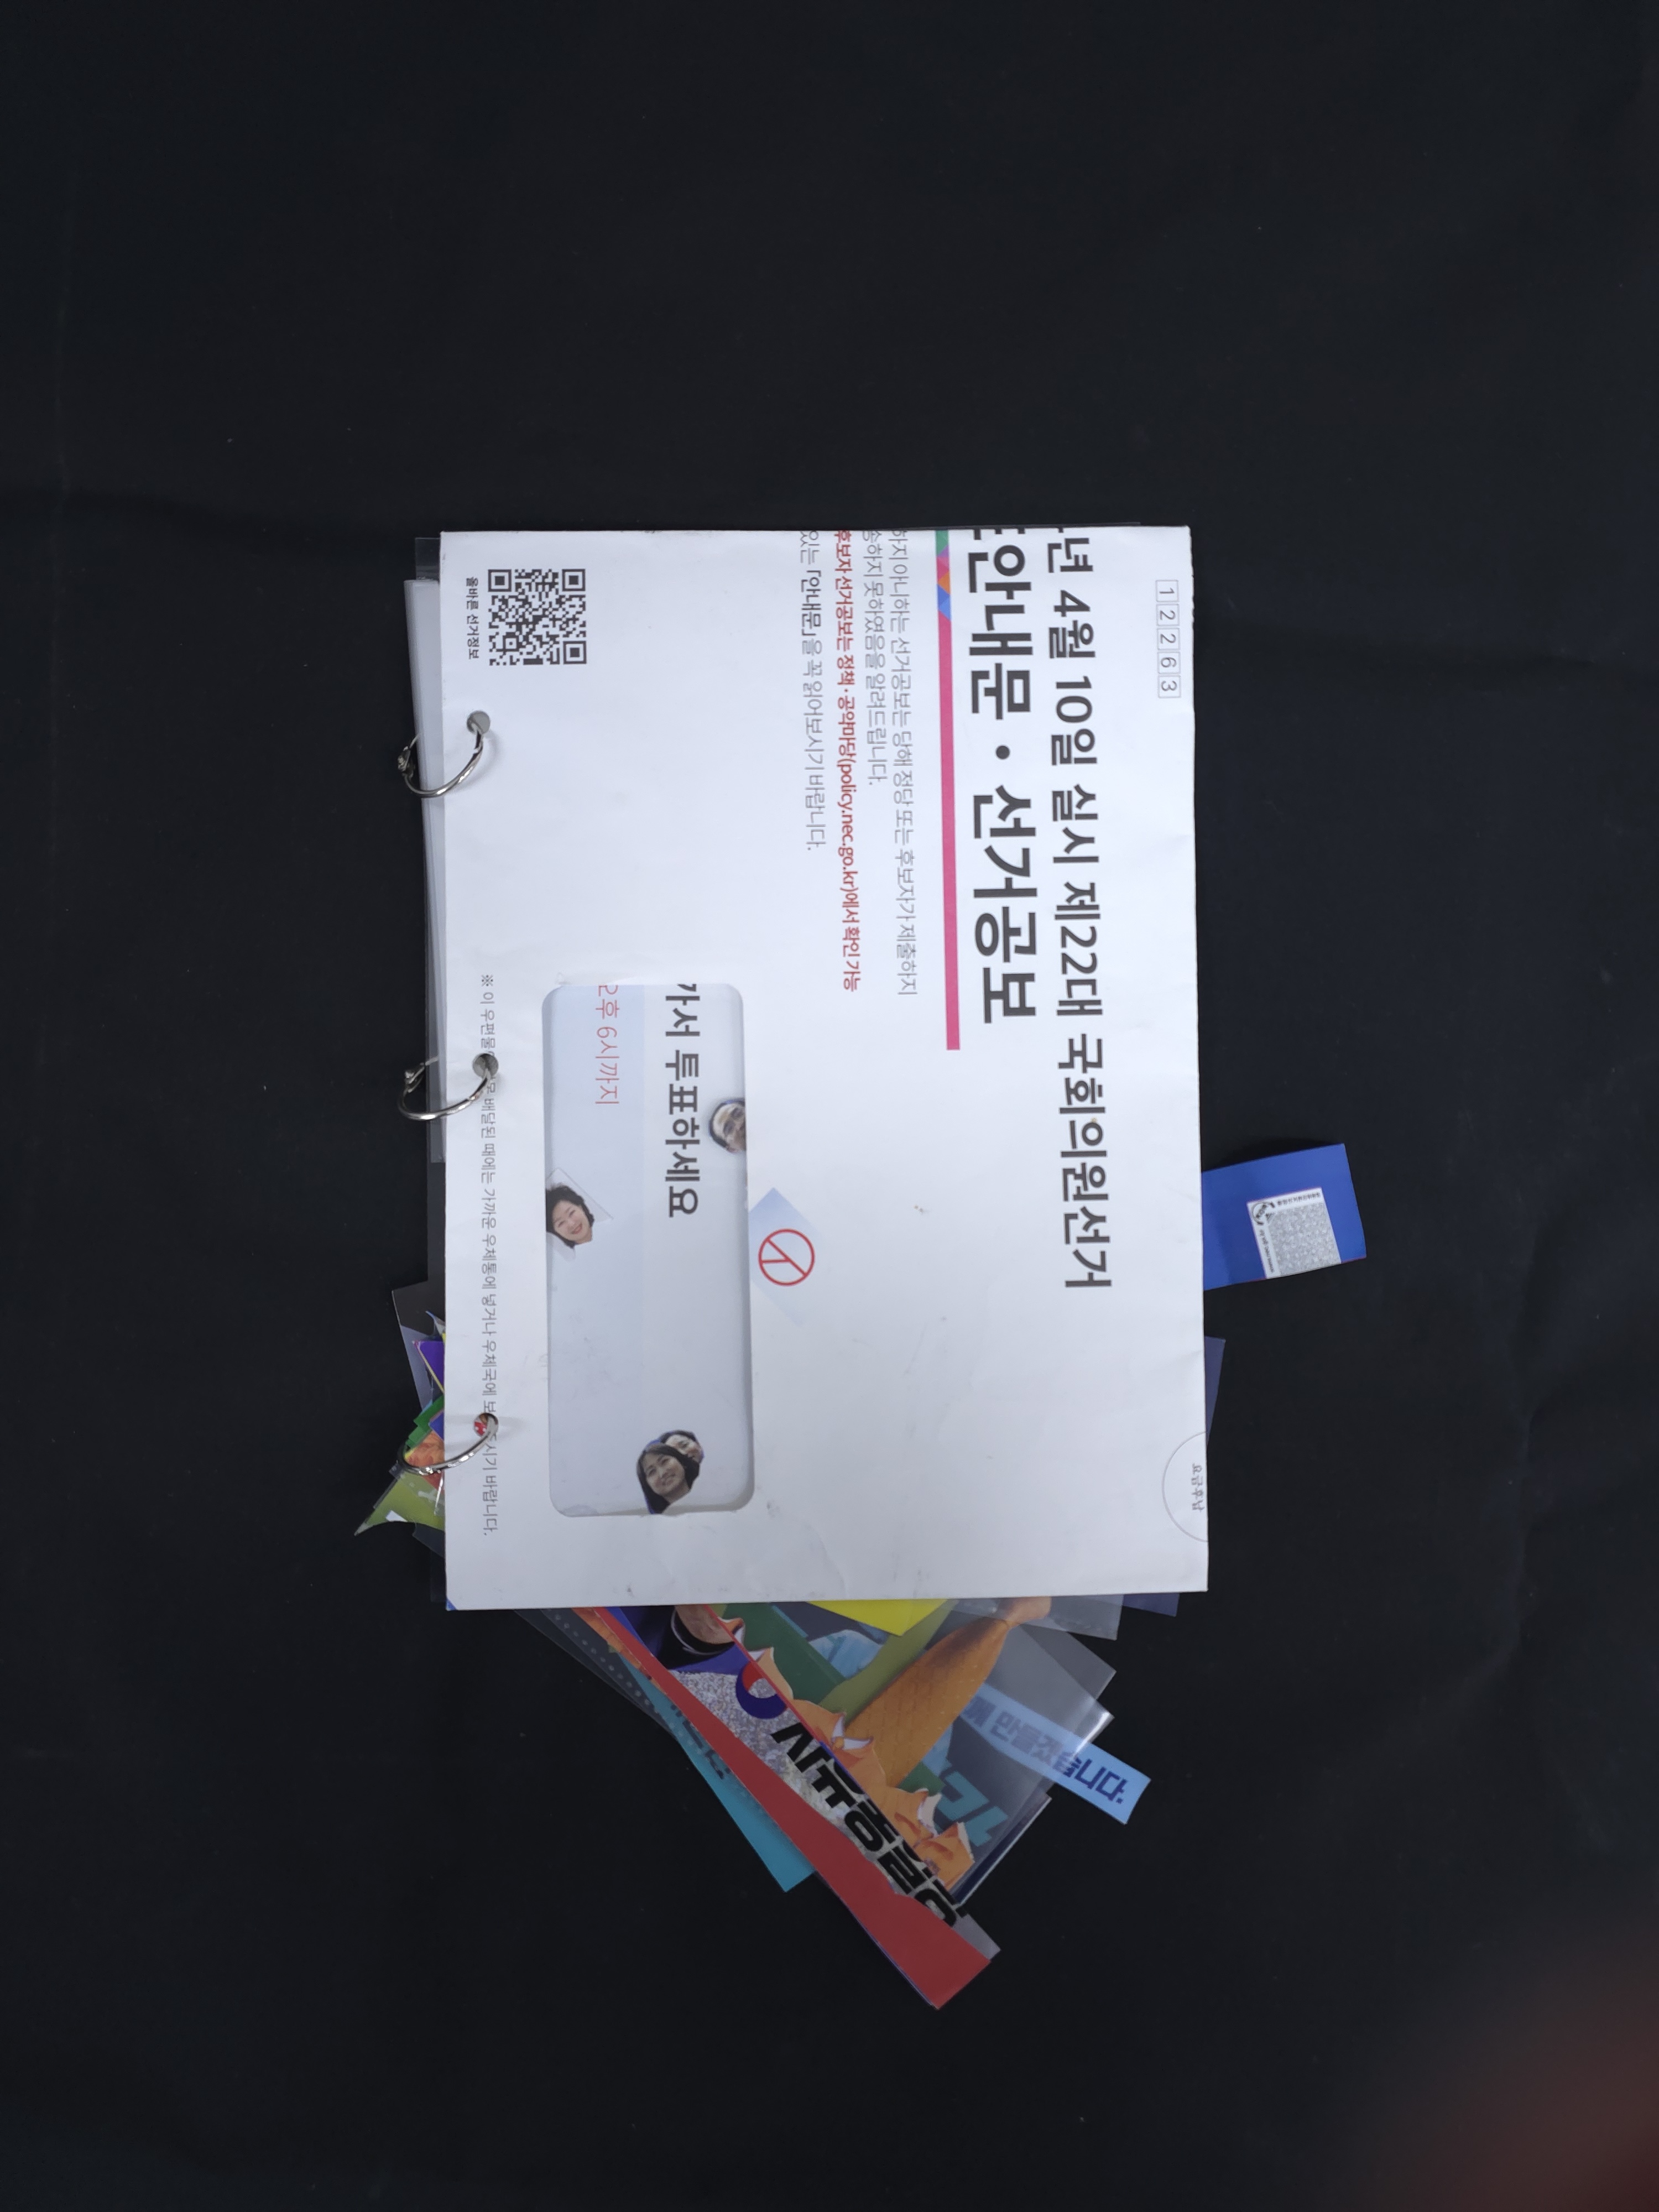 12263
년 4월 10일 실시 제22대 국회의원선거
안내문 · 선거공보
하지 아니하는 선거공보는 당해 정당 또는 후보자가 제출하지
송하지 못하였음을 알려드립니다.
후보자 선거공보는 정책·공약마당(policy.nec.go.kr)에서 확인 가능
있는 「안내문」을 꼭 읽어보시기 바랍니다.
가서 투표하세요
오후 6시까지
올바른 선거정보
※ 이 우편물 배달된 때에는 가까운 우체통에 넣거나 우체국에 보 시기 바랍니다.
요금후납
만들겠습니다.